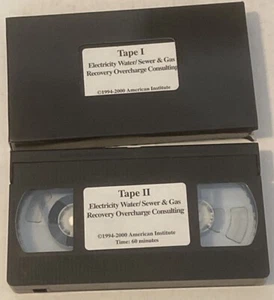 Tape I
Electricity Water/ Sewer & Gas
Recovery Overcharge Consulting
©1994-2000 American Institute
Tape II
Electricity Water/ Sewer & Gas
Recovery Overcharge Consulting
©1994-2000 American Institute
Time: 60 minutes